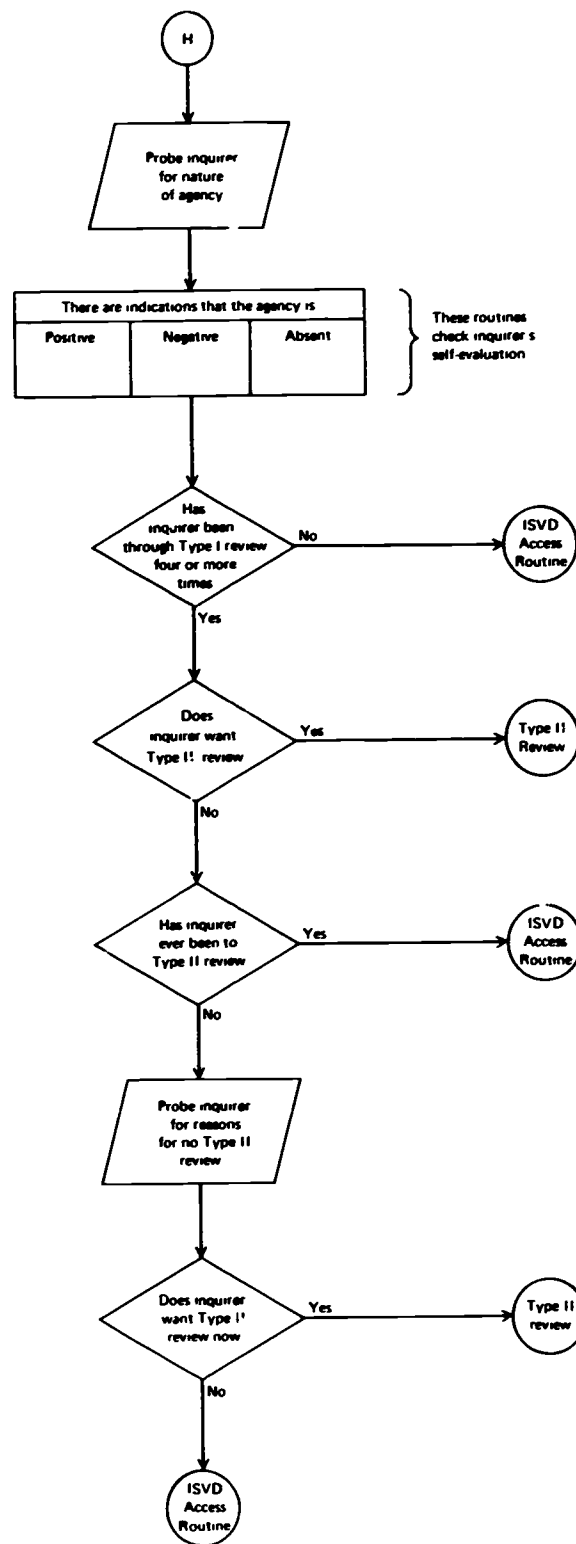 H
Probe inquirer
for nature
of agency
There are indications that the agency is
Positive
Negative
Absent
These routines
check inquirer s
self-evaluation
Has
inquirer been
through Type I review
four or more
times
No
ISVD
Access
Routine
Yes
Does
inquirer want
Type II review
Yes
Type II
Review
No
Has inquirer
ever been to
Type II review
Yes
ISVD
Access
Routine
No
Probe inquirer
for reasons
for no Type II
review
Does inquirer
want Type II
review now
Yes
Type II
review
No
ISVD
Access
Routine